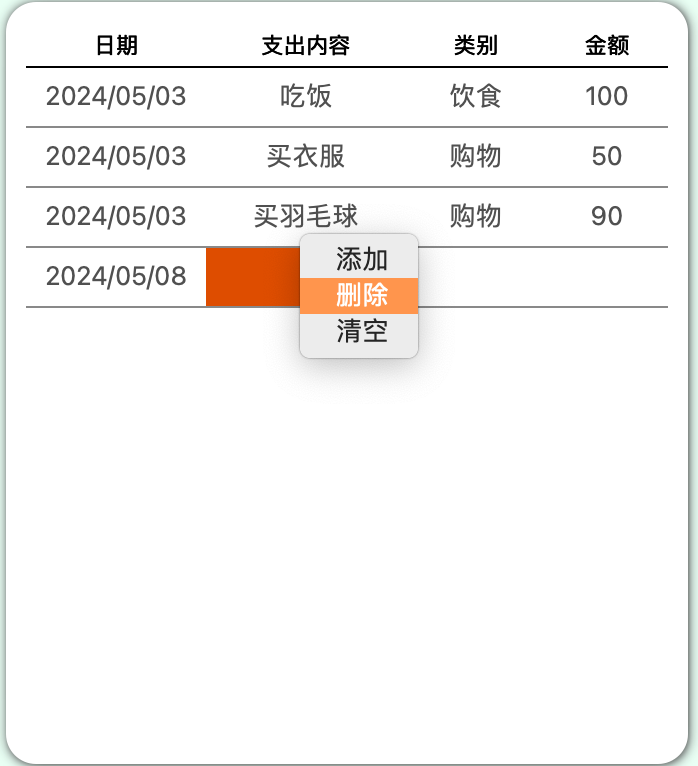 日期 支出内容 类别 金额
2024/05/03 吃饭 饮食 100
2024/05/03 买衣服 购物 50
2024/05/03 买羽毛球 购物 90
2024/05/08
添加
删除
清空